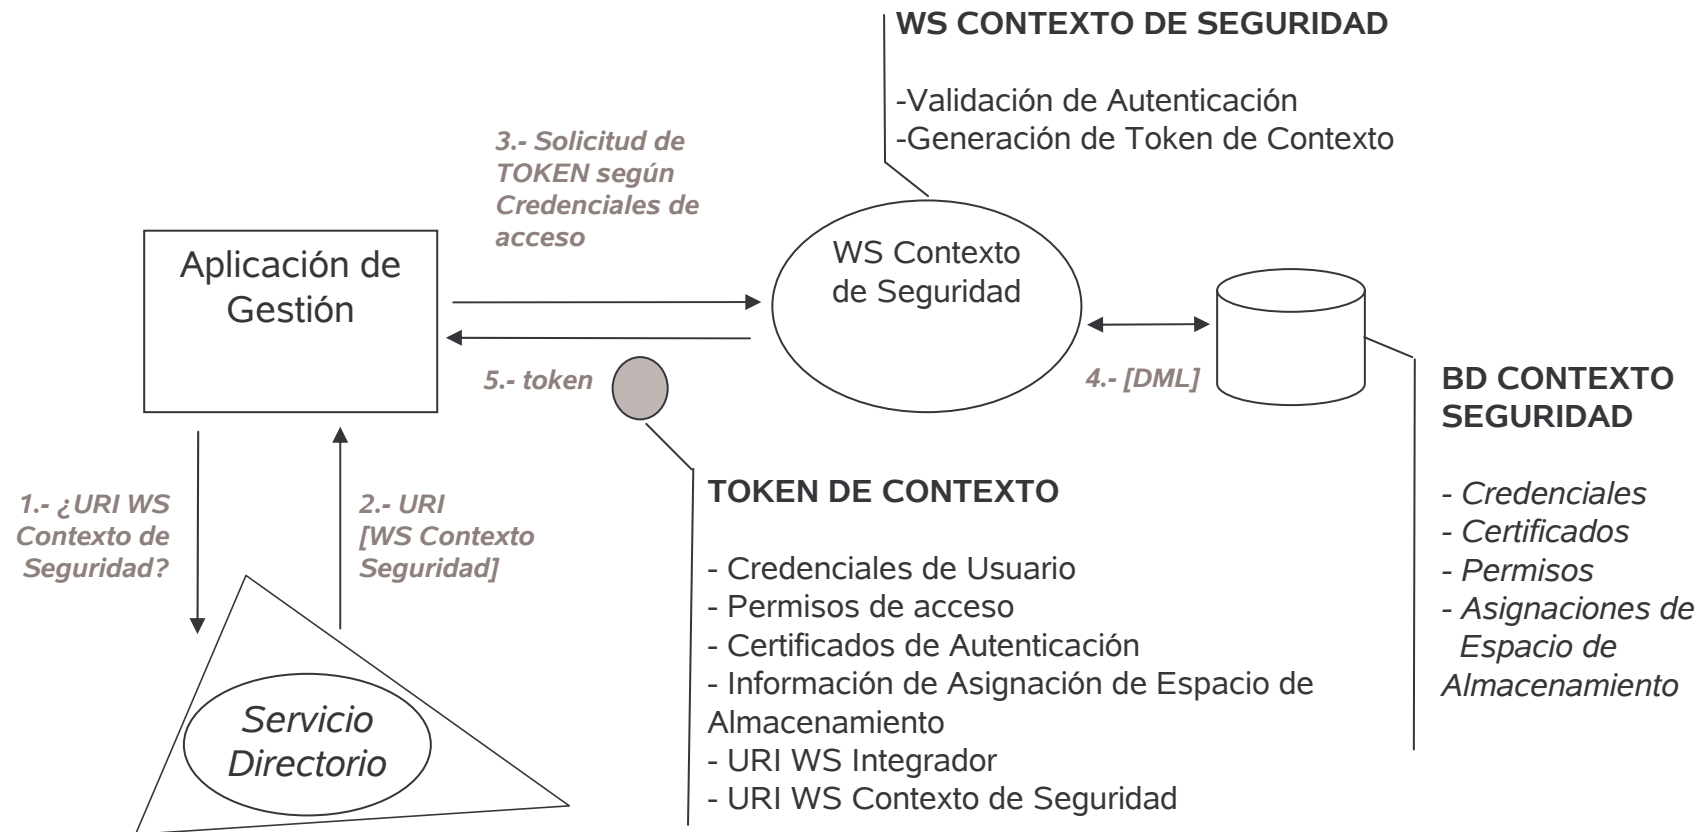 WS CONTEXTO DE SEGURIDAD
-Validación de Autenticación
-Generación de Token de Contexto
3.- Solicitud de
TOKEN según
Credenciales de
acceso
Aplicación de
Gestión
WS Contexto
de Seguridad
5.- token
4.- [DML]
BD CONTEXTO
SEGURIDAD
- Credenciales
- Certificados
- Permisos
- Asignaciones de
Espacio de
Almacenamiento
1.- ¿URI WS
Contexto de
Seguridad?
2.- URI
[WS Contexto
Seguridad]
TOKEN DE CONTEXTO
- Credenciales de Usuario
- Permisos de acceso
- Certificados de Autenticación
- Información de Asignación de Espacio de
Almacenamiento
- URI WS Integrador
- URI WS Contexto de Seguridad
Servicio
Directorio